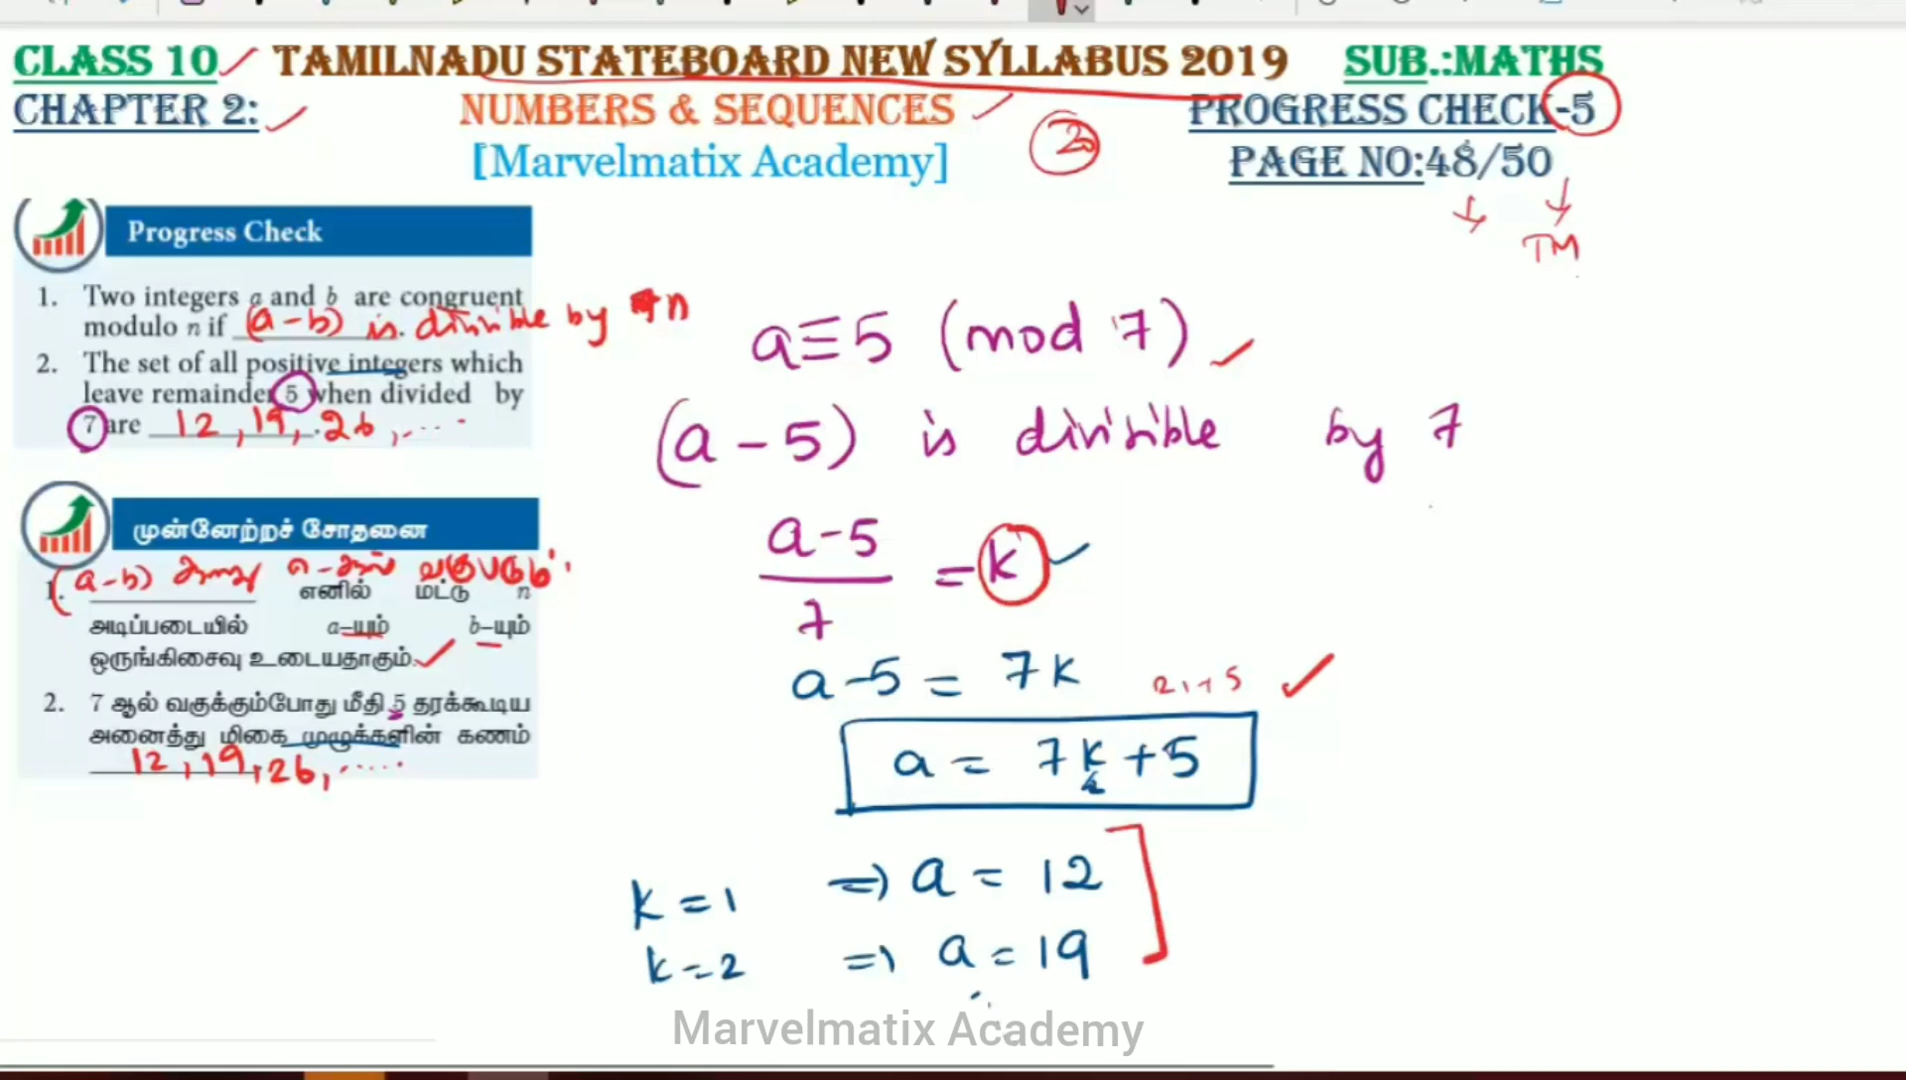 CLASS 10 TAMILNADU STATEBOARD NEW SYLLABUS 2019 SUB.:MATHS
CHAPTER 2: NUMBERS & SEQUENCES PROGRESS CHECK-5
[Marvelmatix Academy] PAGE NO:48/50
TM
Progress Check
1. Two integers a and b are congruent
modulo n if (a-b) is divisible by n
2. The set of all positive integers which
leave remainder 5 when divided by
7 are 12, 19, 26, .....
முன்னேற்றச் சோதனை
(a-b) ஆனது n-ஆல் வகுபடும்.
1. எனில் மட்டு n
அடிப்படையில் a-யும் b-யும்
ஒருங்கிசைவு உடையதாகும்.
2. 7 ஆல் வகுக்கும்போது மீதி 5 தரக்கூடிய
அனைத்து மிகை முழுக்களின் கணம்
12, 19, 26, .....
a≡5 (mod 7)
(a-5) is divisible by 7
a-5
7
= k
a-5 = 7k
a = 7k+5
k=1 => a = 12
k=2 => a = 19
Marvelmatix Academy